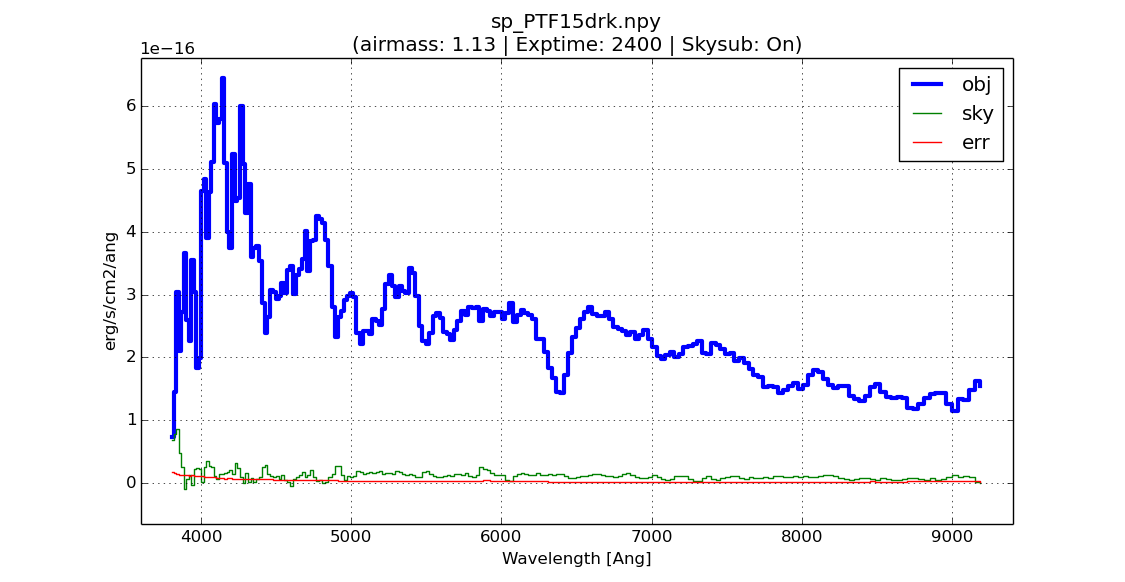 sp_PTF15drk.npy
(airmass: 1.13 | Exptime: 2400 | Skysub: On)
1e−16
obj
sky
err
6
5
4
3
2
1
0
erg/s/cm2/ang
4000 5000 6000 7000 8000 9000
Wavelength [Ang]